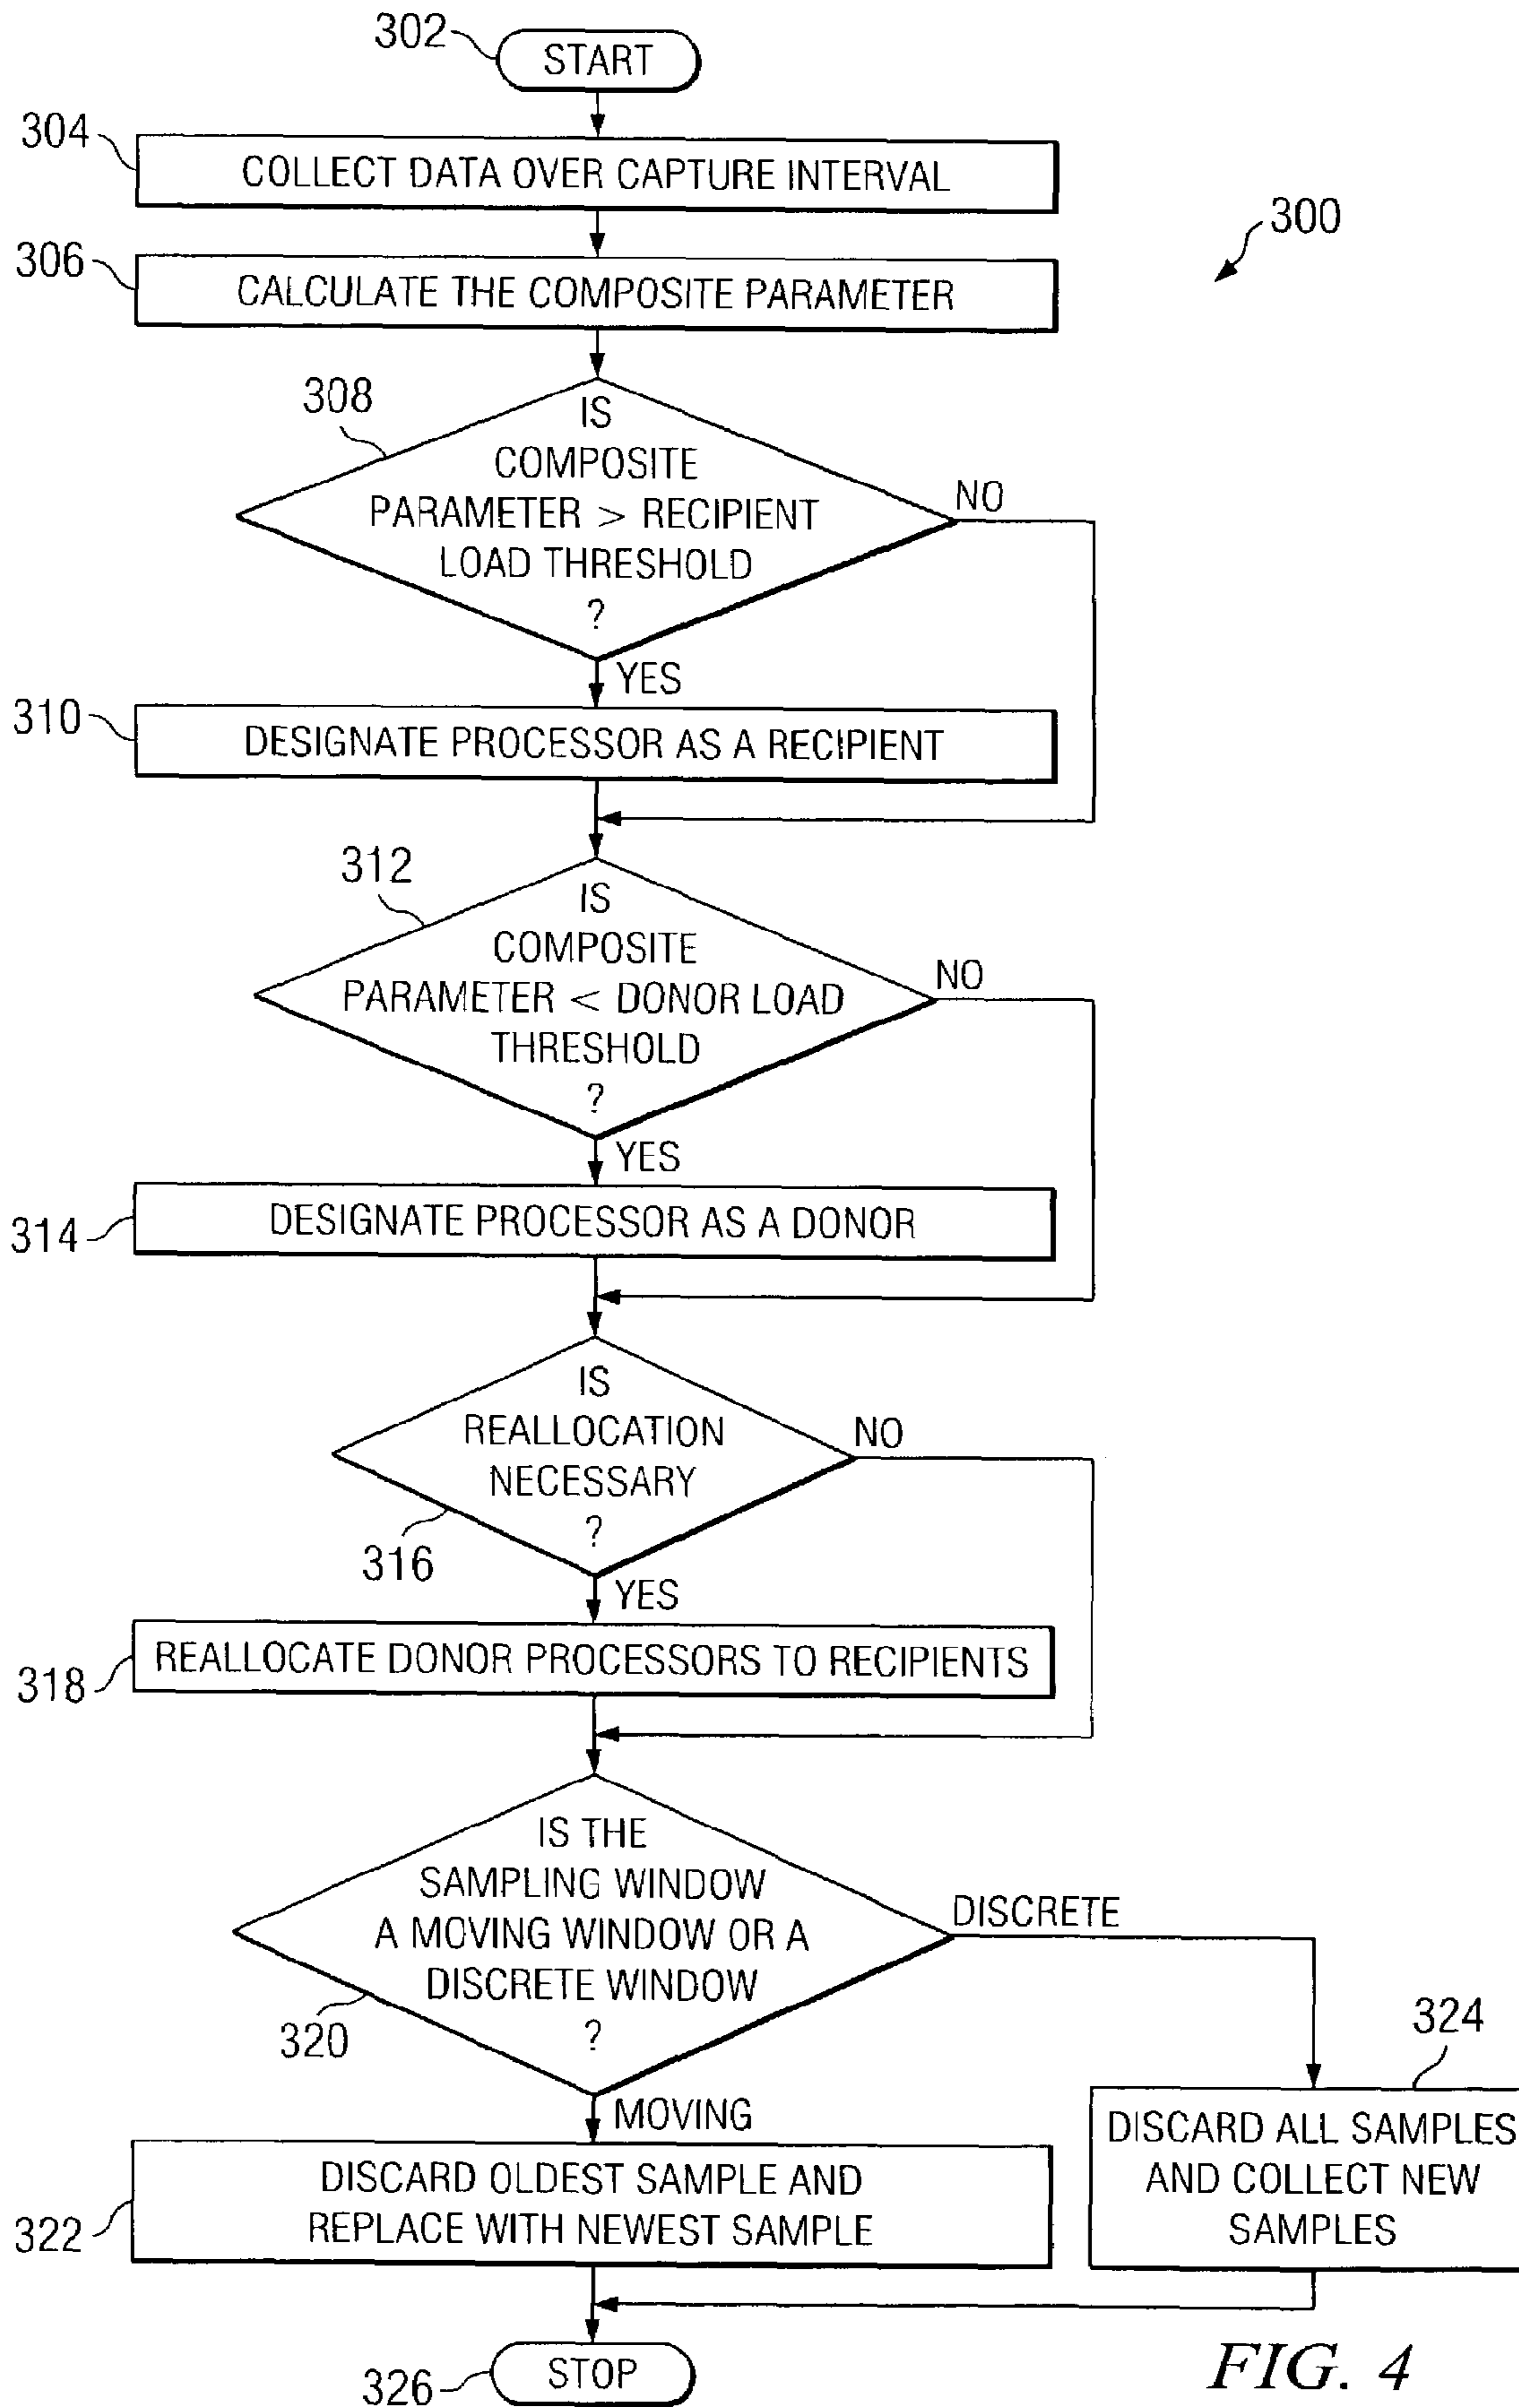 302
START
304
COLLECT DATA OVER CAPTURE INTERVAL
300
306
CALCULATE THE COMPOSITE PARAMETER
308
IS
COMPOSITE
PARAMETER > RECIPIENT
LOAD THRESHOLD
?
NO
YES
310
DESIGNATE PROCESSOR AS A RECIPIENT
312
IS
COMPOSITE
PARAMETER < DONOR LOAD
THRESHOLD
?
NO
YES
314
DESIGNATE PROCESSOR AS A DONOR
IS
REALLOCATION
NECESSARY
?
NO
316
YES
318
REALLOCATE DONOR PROCESSORS TO RECIPIENTS
IS THE
SAMPLING WINDOW
A MOVING WINDOW OR A
DISCRETE WINDOW
?
DISCRETE
320
MOVING
324
DISCARD ALL SAMPLES
AND COLLECT NEW
SAMPLES
322
DISCARD OLDEST SAMPLE AND
REPLACE WITH NEWEST SAMPLE
326
STOP
FIG. 4